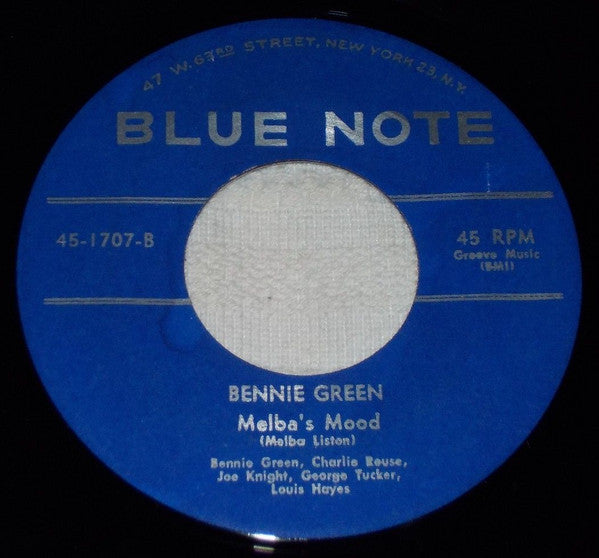 47 W. 63RD STREET, NEW YORK 23, N.Y.
BLUE NOTE
45-1707-B
45 RPM
Groove Music
(BMI)
BENNIE GREEN
Melba's Mood
(Melba Liston)
Bennie Green, Charlie Rouse,
Joe Knight, George Tucker,
Louis Hayes